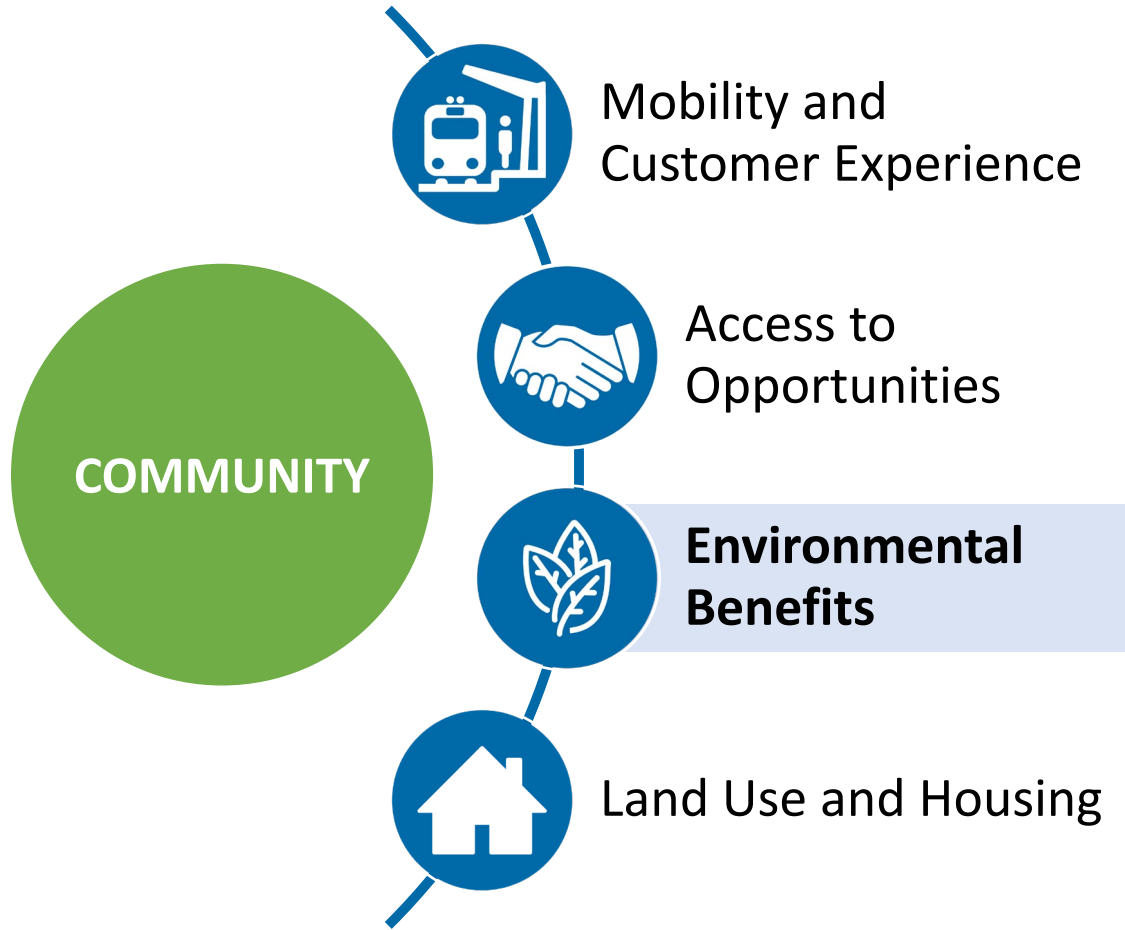 Mobility and
Customer Experience
Access to
Opportunities
COMMUNITY
Environmental
Benefits
Land Use and Housing